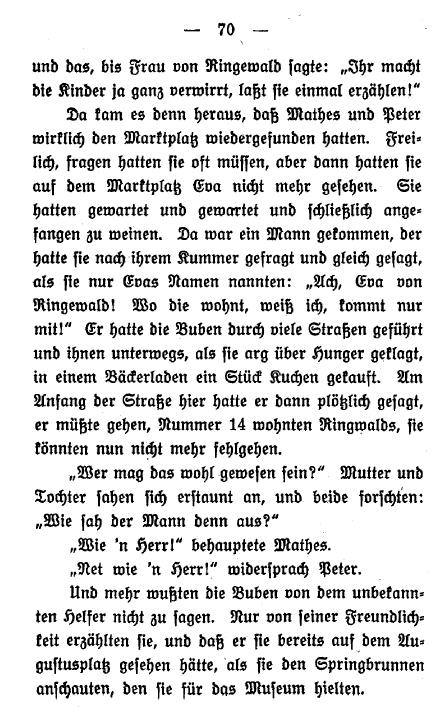 — 70 —
und das, bis Frau von Ringewald sagte: „Ihr macht
die Kinder ja ganz verwirrt, laßt sie einmal erzählen!"
Da kam es denn heraus, daß Mathes und Peter
wirklich den Marktplatz wiedergefunden hatten. Frei-
lich, fragen hatten sie oft müssen, aber dann hatten sie
auf dem Marktplatz Eva nicht mehr gesehen. Sie
hatten gewartet und gewartet und schließlich ange-
fangen zu weinen. Da war ein Mann gekommen, der
hatte sie nach ihrem Kummer gefragt und gleich gesagt,
als sie nur Evas Namen nannten: „Ach, Eva von
Ringewald! Wo die wohnt, weiß ich, kommt nur
mit!" Er hatte die Buben durch viele Straßen geführt
und ihnen unterwegs, als sie arg über Hunger geklagt,
in einem Bäckerladen ein Stück Kuchen gekauft. Am
Anfang der Straße hier hatte er dann plötzlich gesagt,
er müßte gehen, Nummer 14 wohnten Ringwalds, sie
könnten nun nicht mehr fehlgehen.
„Wer mag das wohl gewesen sein?" Mutter und
Tochter sahen sich erstaunt an, und beide forschten:
„Wie sah der Mann denn aus?"
„Wie 'n Herr!" behauptete Mathes.
„Net wie 'n Herr!" widersprach Peter.
Und mehr wußten die Buben von dem unbekann-
ten Helfer nicht zu sagen. Nur von seiner Freundlich-
keit erzählten sie, und daß er sie bereits auf dem Au-
gustusplatz gesehen hätte, als sie den Springbrunnen
anschauten, den sie für das Museum hielten.